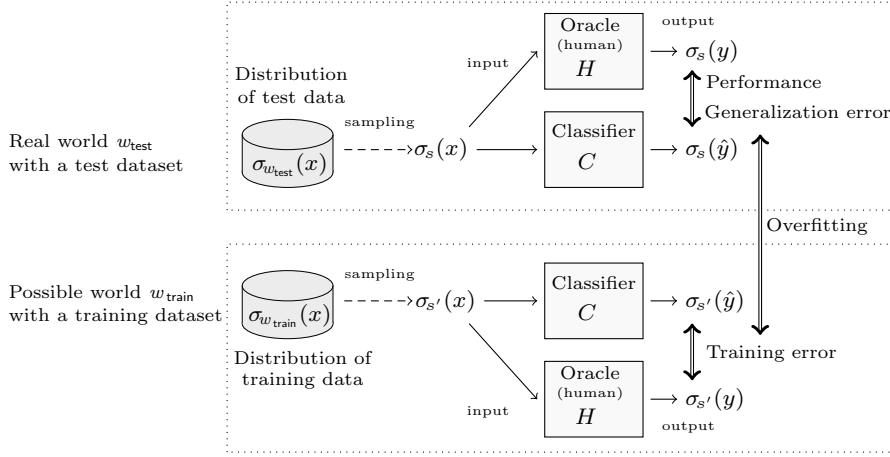 Oracle
(human)
H
output
σ_s(y)
input
Distribution
of test data
Performance
Generalization error
sampling
Real world w_test
with a test dataset
σ_{w_test}(x)
σ_s(x)
Classifier
C
σ_s(ŷ)
Overfitting
sampling
Possible world w_train
with a training dataset
σ_{w_train}(x)
σ_{s′}(x)
Classifier
C
σ_{s′}(ŷ)
Distribution of
training data
Training error
input
Oracle
(human)
H
σ_{s′}(y)
output